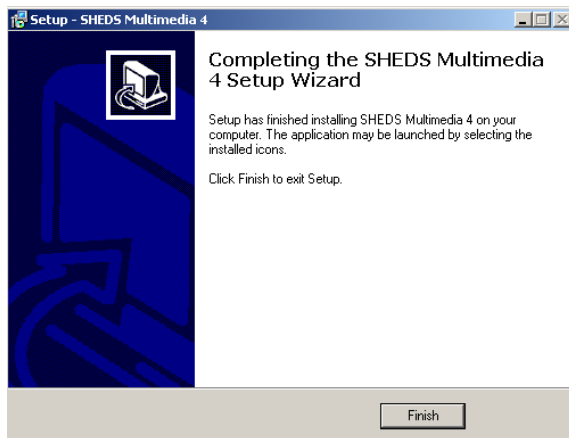 Setup - SHEDS Multimedia 4
Completing the SHEDS Multimedia
4 Setup Wizard
Setup has finished installing SHEDS Multimedia 4 on your
computer. The application may be launched by selecting the
installed icons.
Click Finish to exit Setup.
Finish